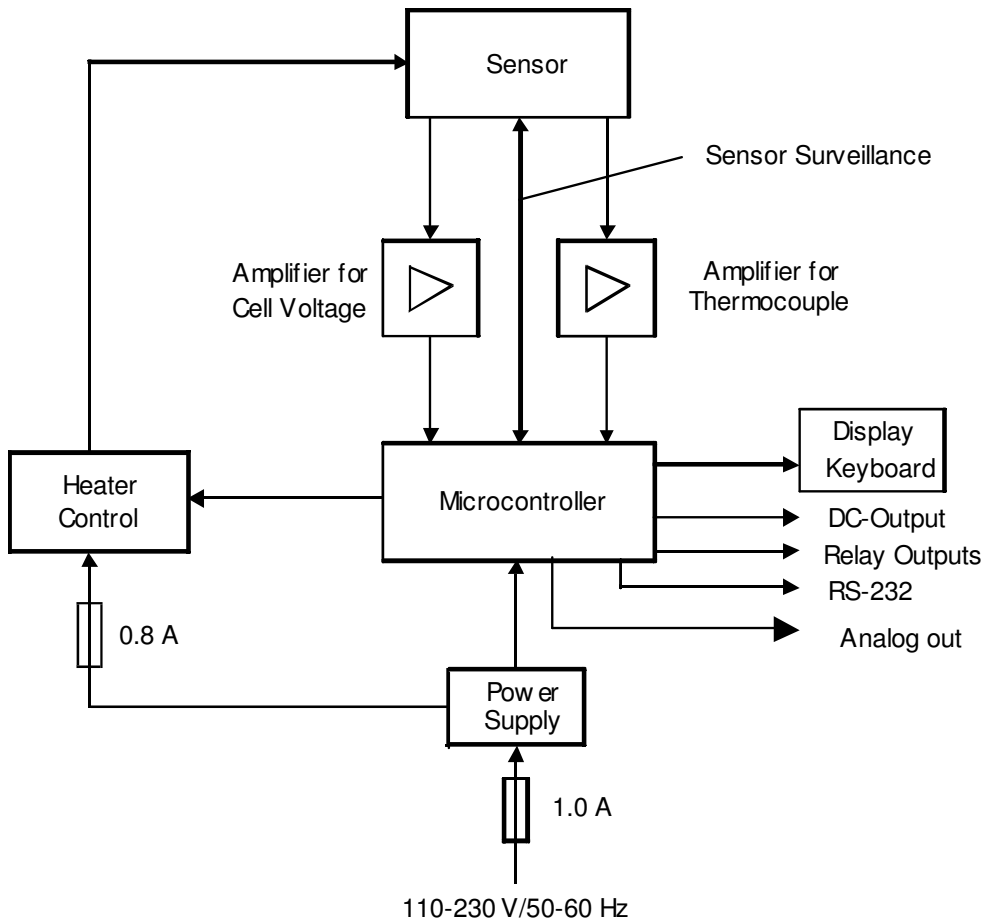 Sensor
Sensor Surveillance
Amplifier for
Cell Voltage
Amplifier for
Thermocouple
Display
Keyboard
Heater
Control
Microcontroller
DC-Output
Relay Outputs
RS-232
Analog out
0.8 A
Power
Supply
1.0 A
110-230 V/50-60 Hz